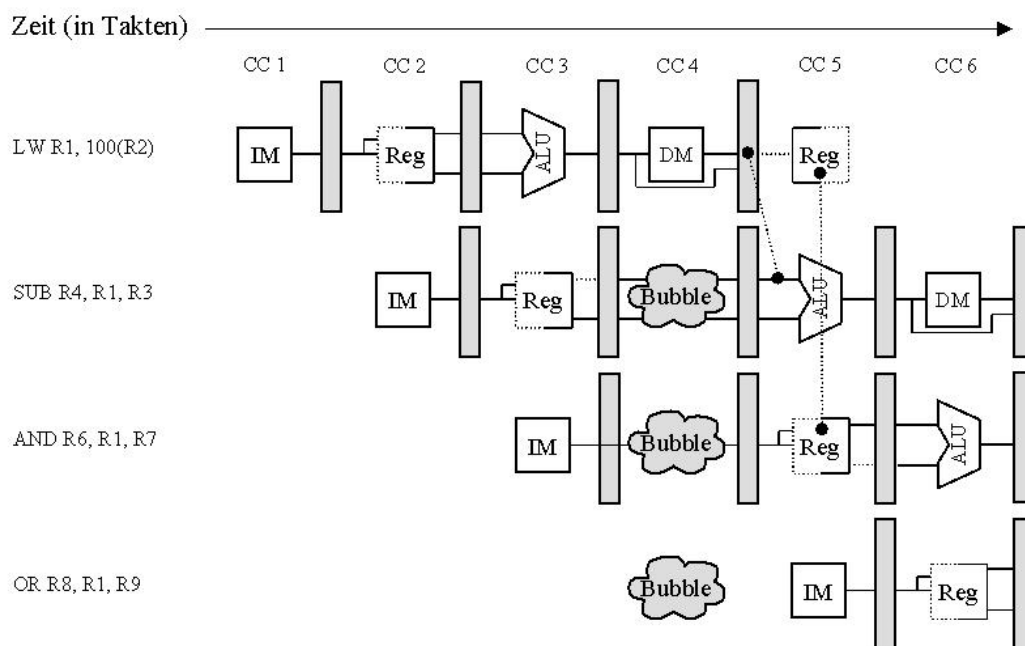 Zeit (in Takten)
CC 1 CC 2 CC 3 CC 4 CC 5 CC 6
LW R1, 100(R2) IM Reg ALU DM Reg
SUB R4, R1, R3 IM Reg Bubble ALU DM
AND R6, R1, R7 IM Bubble Reg ALU
OR R8, R1, R9 Bubble IM Reg